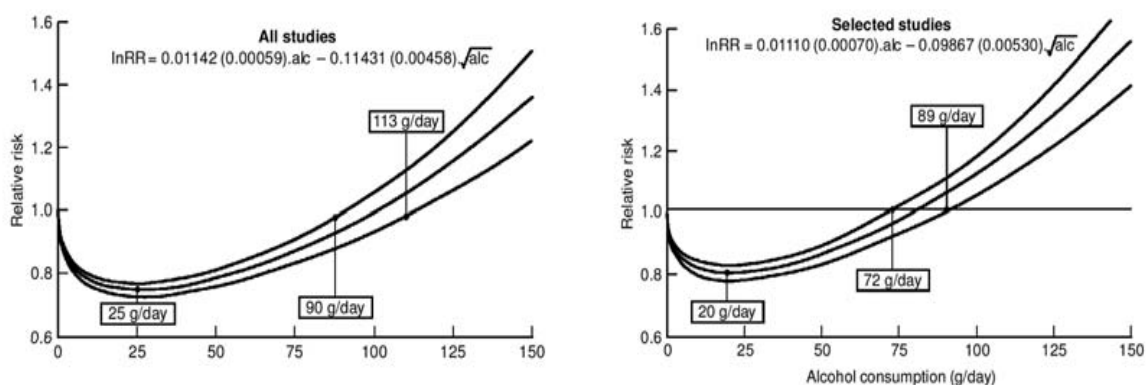 All studies
lnRR = 0.01142 (0.00059).alc – 0.11431 (0.00458).√alc
Relative risk
1.6
1.4
1.2
1.0
0.8
0.6
113 g/day
25 g/day
90 g/day
0 25 50 75 100 125 150
Selected studies
lnRR = 0.01110 (0.00070).alc – 0.09867 (0.00530).√alc
Relative risk
1.6
1.4
1.2
1.0
0.8
0.6
89 g/day
72 g/day
20 g/day
0 25 50 75 100 125 150
Alcohol consumption (g/day)